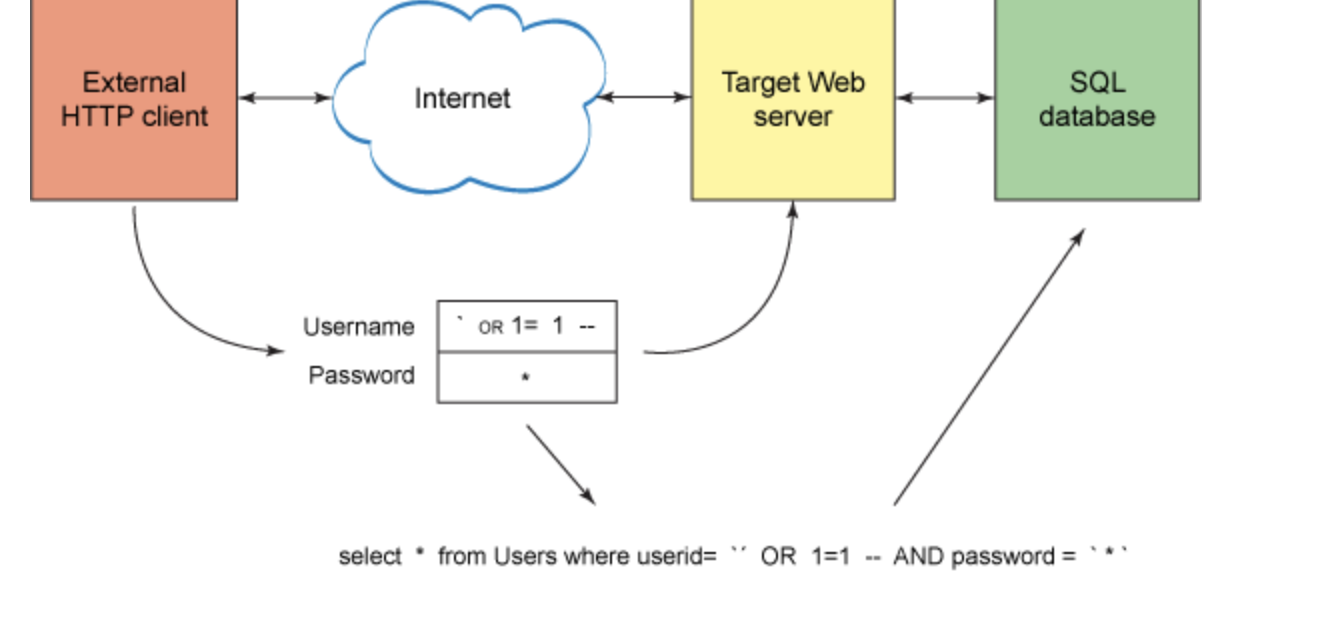 External
HTTP client
Internet
Target Web
server
SQL
database
Username
` OR 1= 1 --
Password
*
select * from Users where userid= `´ OR 1=1 -- AND password = ` * `